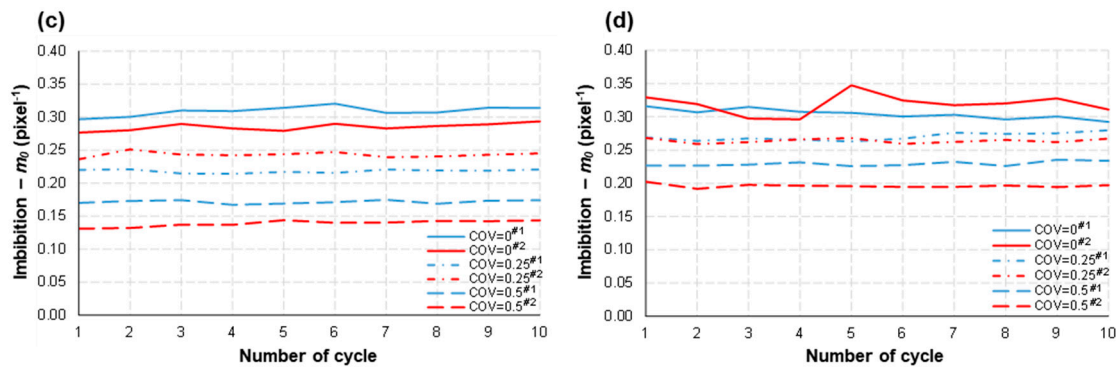 (c)
0.40
0.35
0.30
0.25
0.20
0.15
0.10
0.05
0.00
Imbibition – m₀ (pixel⁻¹)
COV=0#1
COV=0#2
COV=0.25#1
COV=0.25#2
COV=0.5#1
COV=0.5#2
1 2 3 4 5 6 7 8 9 10
Number of cycle
(d)
0.40
0.35
0.30
0.25
0.20
0.15
0.10
0.05
0.00
Imbibition – m₀ (pixel⁻¹)
COV=0#1
COV=0#2
COV=0.25#1
COV=0.25#2
COV=0.5#1
COV=0.5#2
1 2 3 4 5 6 7 8 9 10
Number of cycle